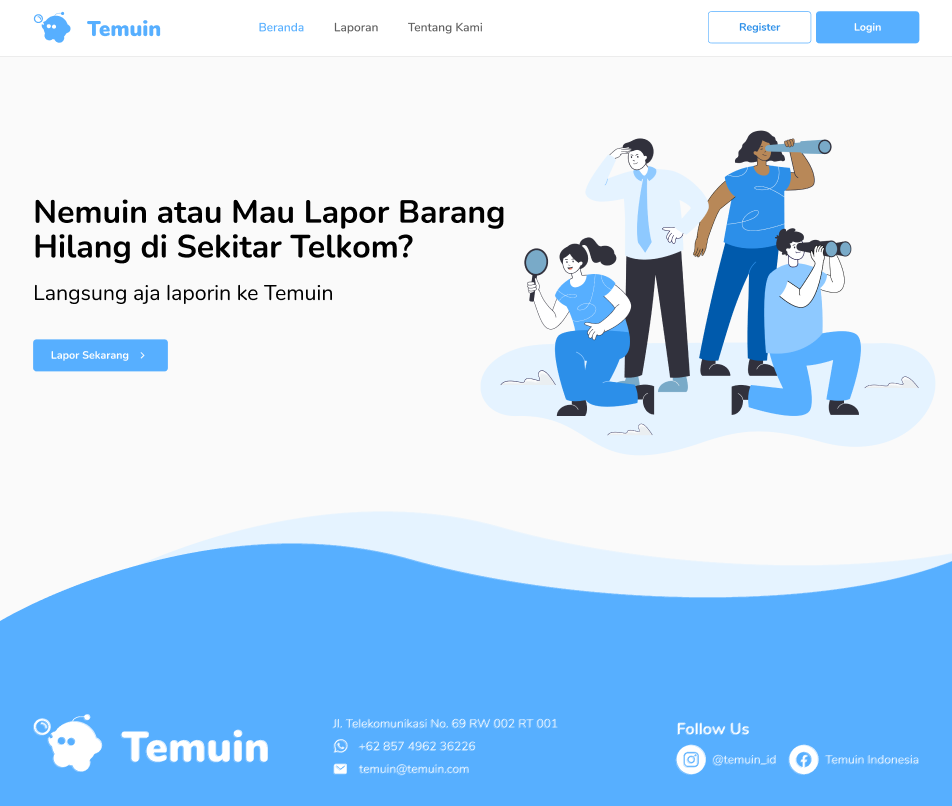 Temuin
Beranda
Laporan
Tentang Kami
Register
Login
Nemuin atau Mau Lapor Barang
Hilang di Sekitar Telkom?
Langsung aja laporin ke Temuin
Lapor Sekarang
Temuin
Jl. Telekomunikasi No. 69 RW 002 RT 001
+62 857 4962 36226
temuin@temuin.com
Follow Us
@temuin_id
Temuin Indonesia